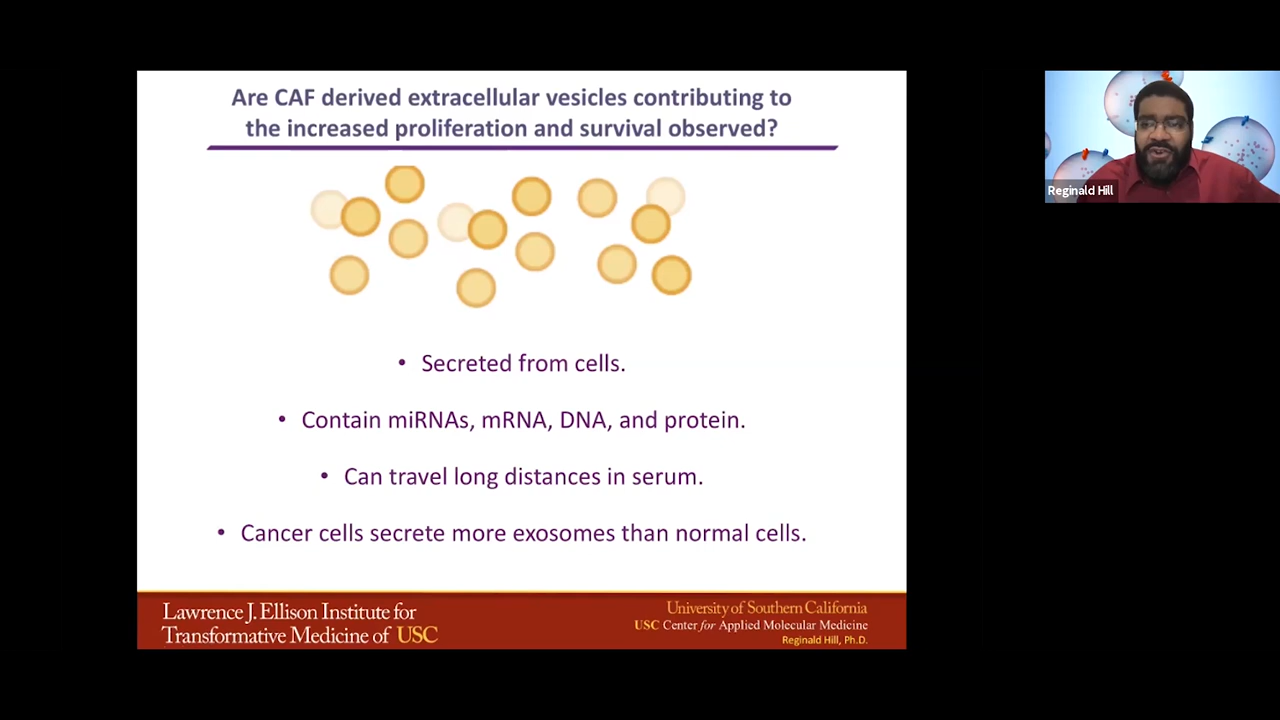 Are CAF derived extracellular vesicles contributing to
the increased proliferation and survival observed?
Reginald Hill
• Secreted from cells.
• Contain miRNAs, mRNA, DNA, and protein.
• Can travel long distances in serum.
• Cancer cells secrete more exosomes than normal cells.
Lawrence J. Ellison Institute for
Transformative Medicine of USC
University of Southern California
USC Center for Applied Molecular Medicine
Reginald Hill, Ph.D.